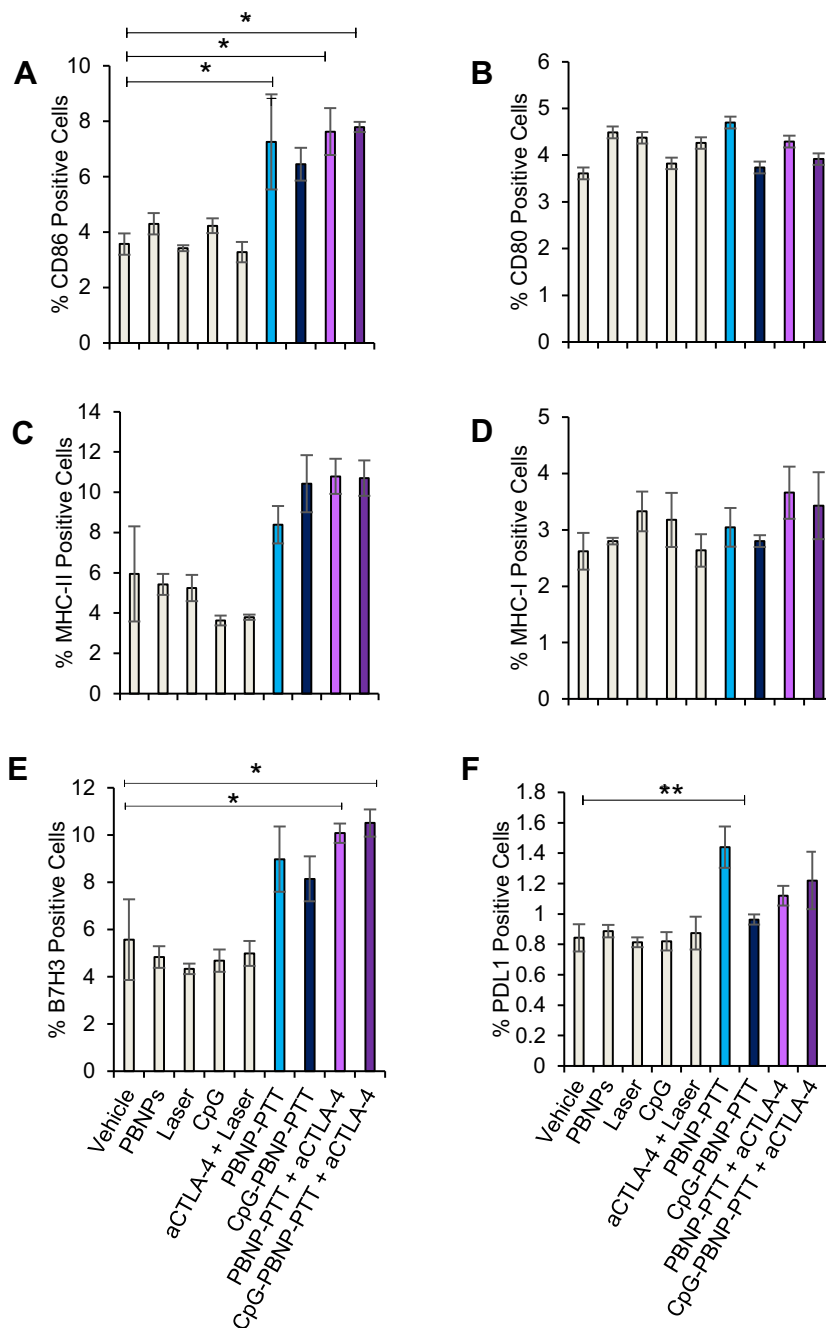 *
*
*
A
% CD86 Positive Cells
10
8
6
4
2
0
B
% CD80 Positive Cells
6
5
4
3
2
1
0
C
% MHC-II Positive Cells
14
12
10
8
6
4
2
0
D
% MHC-I Positive Cells
5
4
3
2
1
0
E
% B7H3 Positive Cells
*
*
12
10
8
6
4
2
0
Vehicle
PBNPs
Laser
CpG
aCTLA-4 + Laser
PBNP-PTT
CpG-PBNP-PTT
PBNP-PTT + aCTLA-4
CpG-PBNP-PTT + aCTLA-4
F
% PDL1 Positive Cells
**
1.8
1.6
1.4
1.2
1
0.8
0.6
0.4
0.2
0
Vehicle
PBNPs
Laser
CpG
aCTLA-4 + Laser
PBNP-PTT
CpG-PBNP-PTT
PBNP-PTT + aCTLA-4
CpG-PBNP-PTT + aCTLA-4